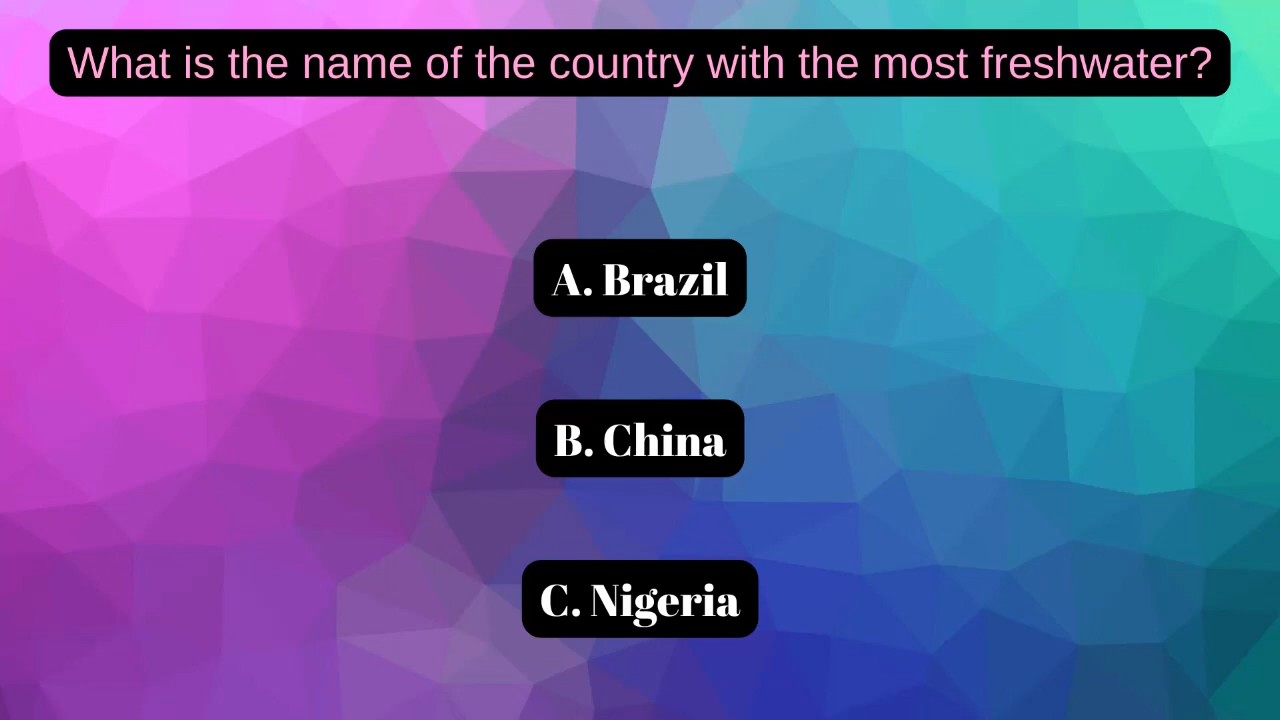 What is the name of the country with the most freshwater?
A. Brazil
B. China
C. Nigeria